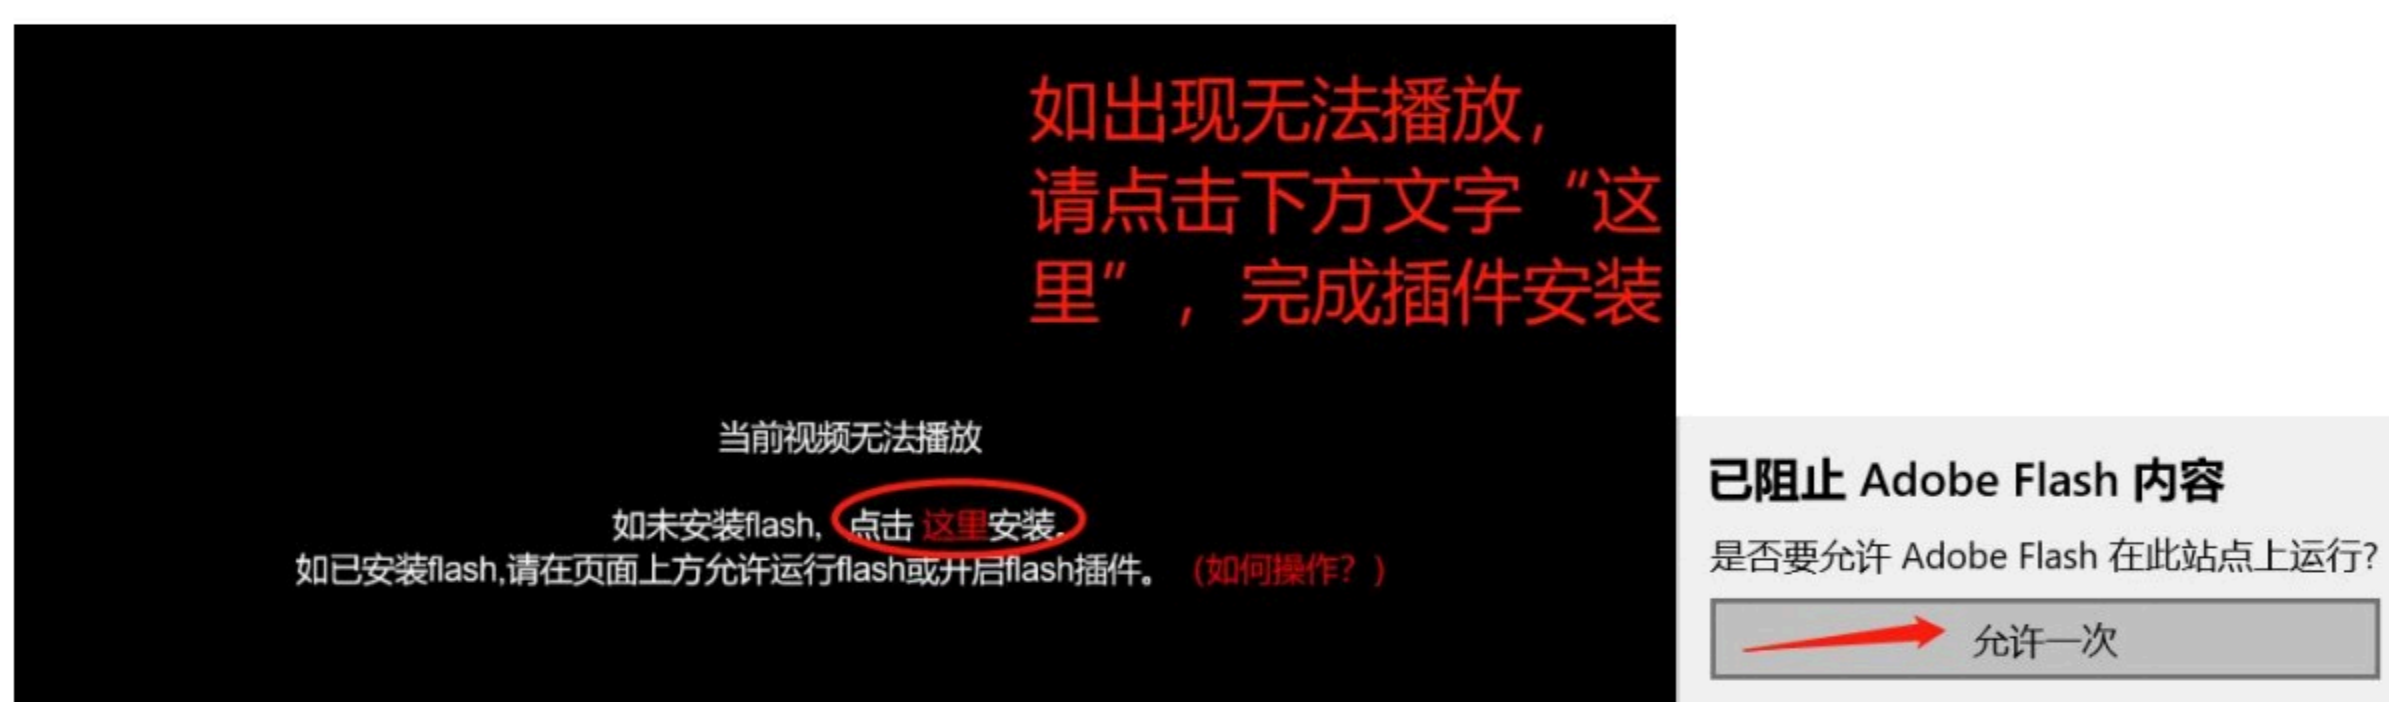 如出现无法播放，
请点击下方文字“这
里”，完成插件安装
当前视频无法播放
如未安装flash, 点击 这里安装。
如已安装flash,请在页面上方允许运行flash或开启flash插件。（如何操作？）
已阻止 Adobe Flash 内容
是否要允许 Adobe Flash 在此站点上运行?
允许一次